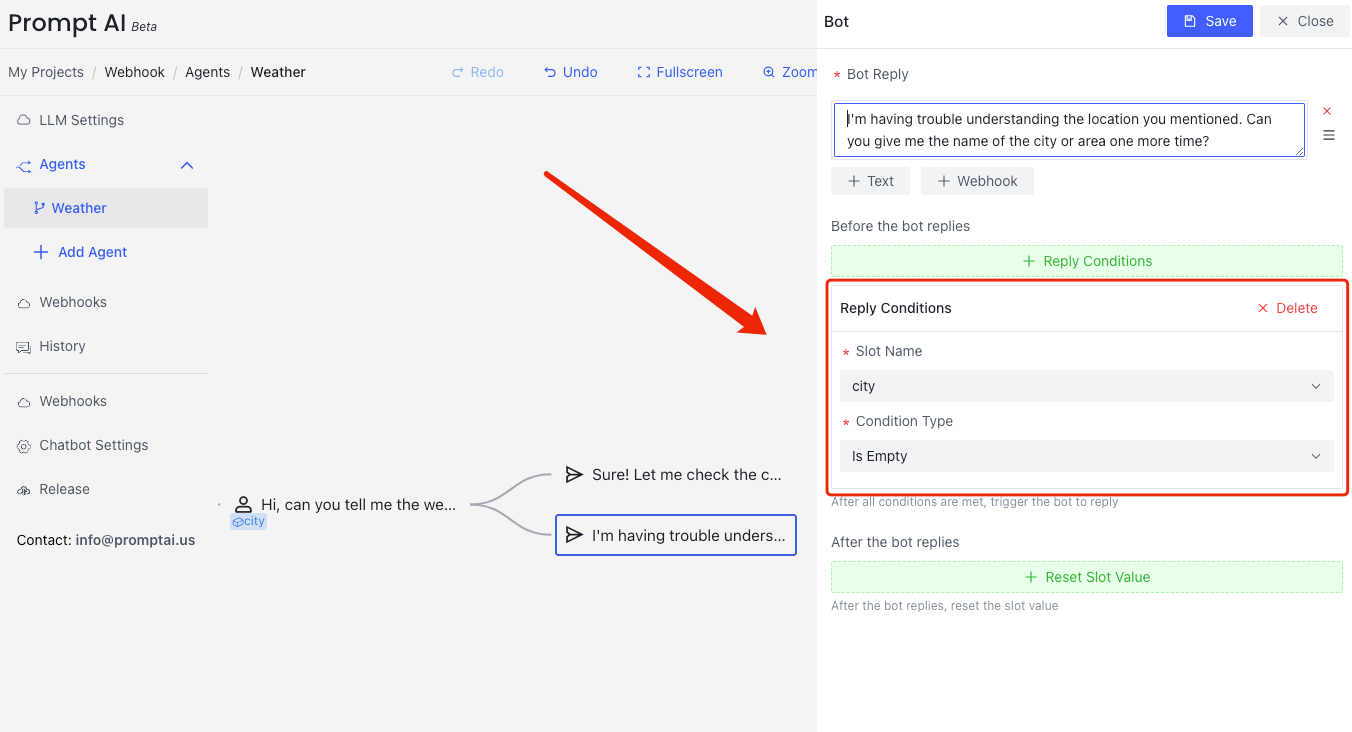 Prompt AI Beta
My Projects / Webhook / Agents / Weather
Redo
Undo
Fullscreen
Zoom
LLM Settings
Agents
Weather
Add Agent
Webhooks
History
Webhooks
Chatbot Settings
Release
Contact: info@promptai.us
Hi, can you tell me the we...
city
Sure! Let me check the c...
I'm having trouble unders...
Bot
Save
Close
* Bot Reply
I'm having trouble understanding the location you mentioned. Can
you give me the name of the city or area one more time?
+ Text
+ Webhook
Before the bot replies
+ Reply Conditions
Reply Conditions
Delete
* Slot Name
city
* Condition Type
Is Empty
After all conditions are met, trigger the bot to reply
After the bot replies
+ Reset Slot Value
After the bot replies, reset the slot value